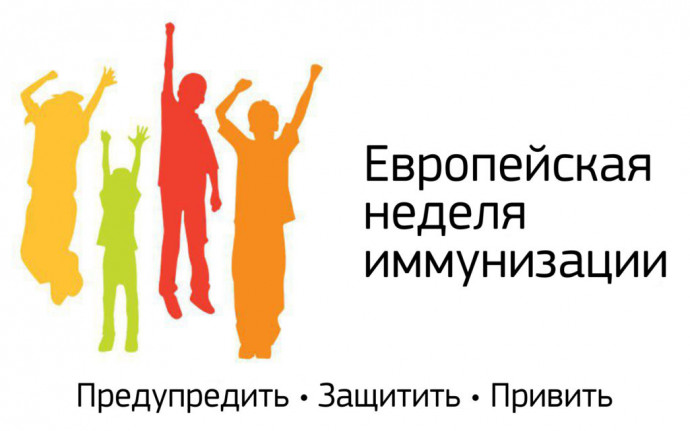 Европейская
неделя
иммунизации
Предупредить • Защитить • Привить